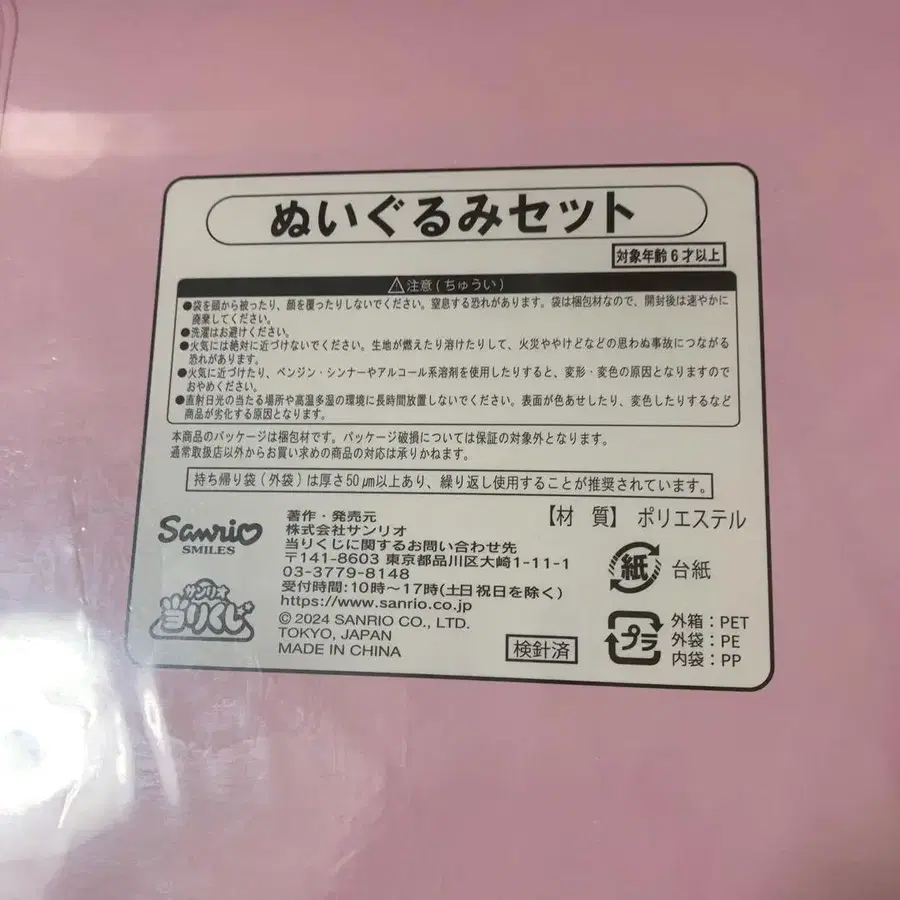 ぬいぐるみセット
対象年齢6才以上
⚠注意(ちゅうい)
●袋を頭から被ったり、顔を覆ったりしないでください。窒息する恐れがあります。袋は梱包材なので、開封後は速やかに
廃棄してください。
●洗濯はお避けください。
●火気には絶対に近づけないでください。生地が燃えたり溶けたりして、火災ややけどなどの思わぬ事故につながる
恐れがあります。
●火気に近づけたり、ベンジン・シンナーやアルコール系溶剤を使用したりすると、変形・変色の原因となりますので
おやめください。
●直射日光の当たる場所や高温多湿の環境に長時間放置しないでください。表面が色あせしたり、変色したりするなど
商品が劣化する原因となります。
本商品のパッケージは梱包材です。パッケージ破損については保証の対象外となります。
通常取扱店以外からお買い求めの商品の対応は承りかねます。
持ち帰り袋(外袋)は厚さ50μm以上あり、繰り返し使用することが推奨されています。
Sanrio
SMILES
サンリオ
当りくじ
著作・発売元
株式会社サンリオ
当りくじに関するお問い合わせ先
〒141-8603 東京都品川区大崎1-11-1
03-3779-8148
受付時間:10時~17時(土日祝日を除く)
https://www.sanrio.co.jp
©2024 SANRIO CO., LTD.
TOKYO, JAPAN
MADE IN CHINA
検針済
【材 質】 ポリエステル
紙 台紙
プラ
外箱:PET
外袋:PE
内袋:PP